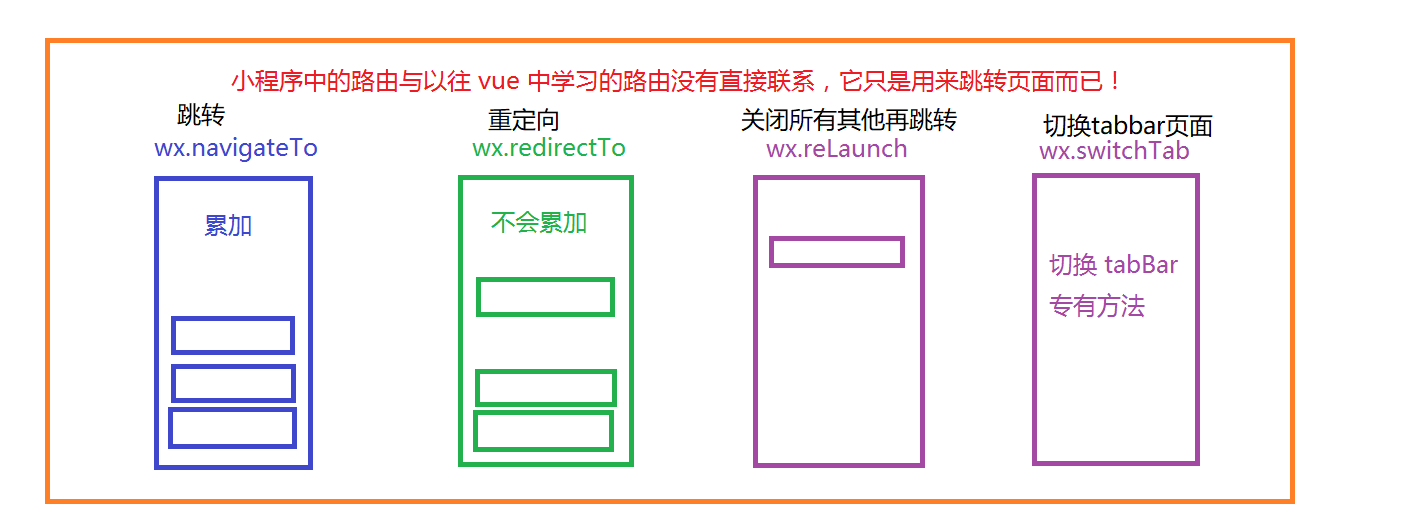 小程序中的路由与以往 vue 中学习的路由没有直接联系，它只是用来跳转页面而已！
跳转
wx.navigateTo
累加
重定向
wx.redirectTo
不会累加
关闭所有其他再跳转
wx.reLaunch
切换tabbar页面
wx.switchTab
切换 tabBar
专有方法